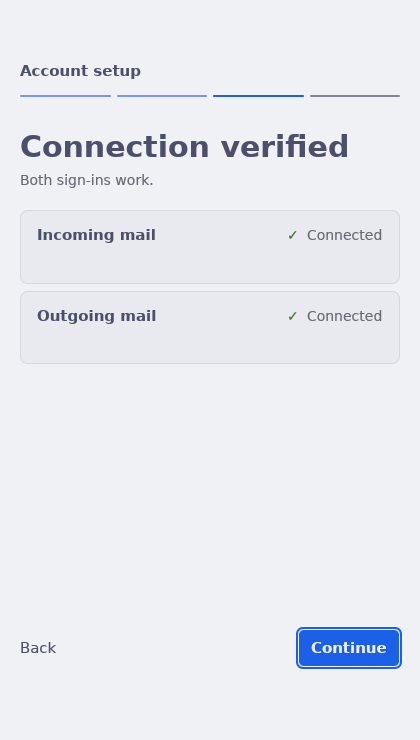 Account setup
Connection verified
Both sign-ins work.
Incoming mail ✓ Connected
Outgoing mail ✓ Connected
Back Continue